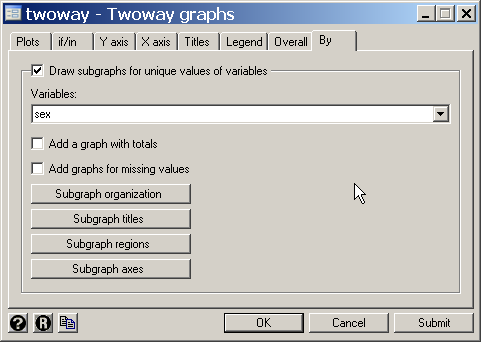 twoway - Twoway graphs
Plots if/in Y axis X axis Titles Legend Overall By
Draw subgraphs for unique values of variables
Variables:
sex
Add a graph with totals
Add graphs for missing values
Subgraph organization
Subgraph titles
Subgraph regions
Subgraph axes
? R OK Cancel Submit